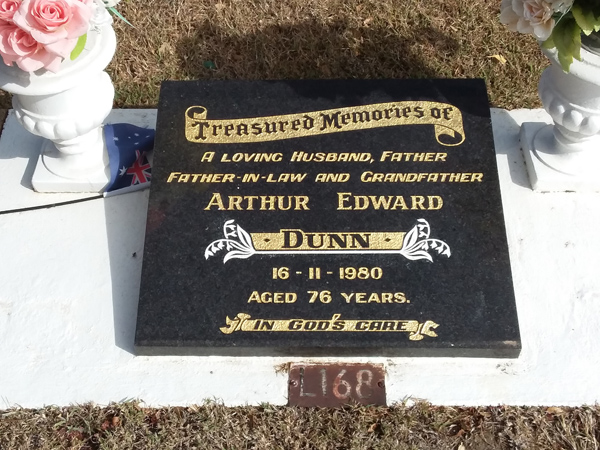 Treasured Memories of
A LOVING HUSBAND, FATHER
FATHER-IN-LAW AND GRANDFATHER
ARTHUR EDWARD
· DUNN ·
16 - 11 - 1980
AGED 76 YEARS.
IN GOD'S CARE
L168